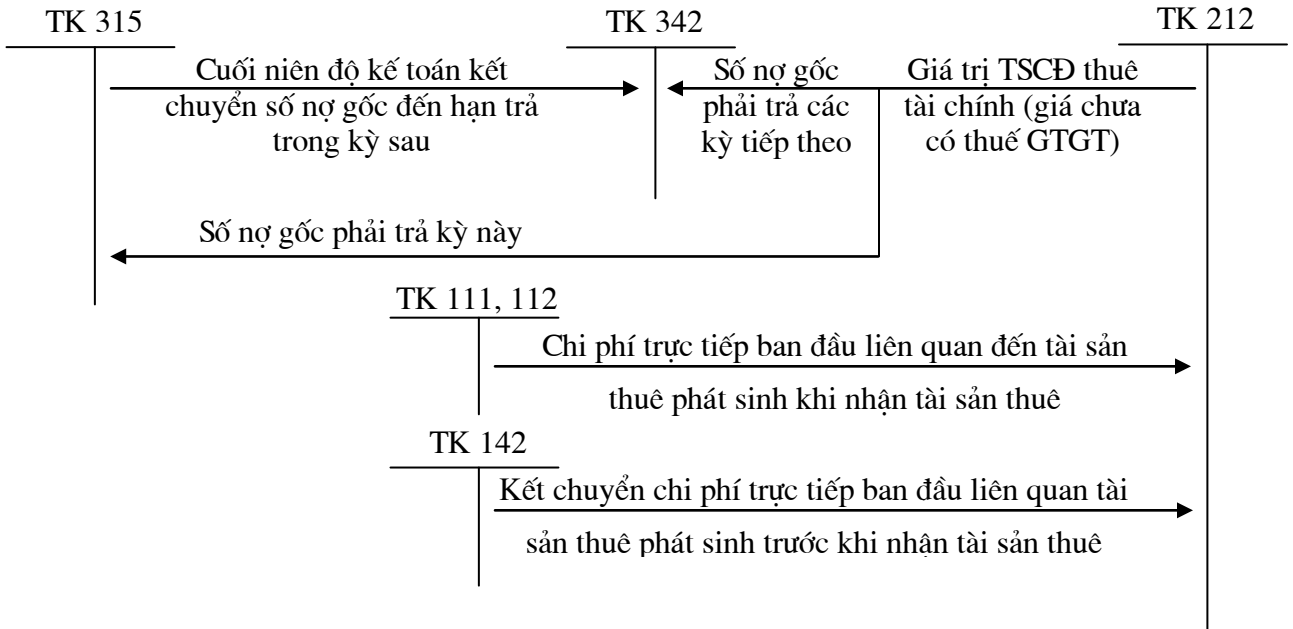 TK 315
TK 342
TK 212
Cuối niên độ kế toán kết
chuyển số nợ gốc đến hạn trả
trong kỳ sau
Số nợ gốc
phải trả các
kỳ tiếp theo
Giá trị TSCĐ thuê
tài chính (giá chưa
có thuế GTGT)
Số nợ gốc phải trả kỳ này
TK 111, 112
Chi phí trực tiếp ban đầu liên quan đến tài sản
thuê phát sinh khi nhận tài sản thuê
TK 142
Kết chuyển chi phí trực tiếp ban đầu liên quan tài
sản thuê phát sinh trước khi nhận tài sản thuê